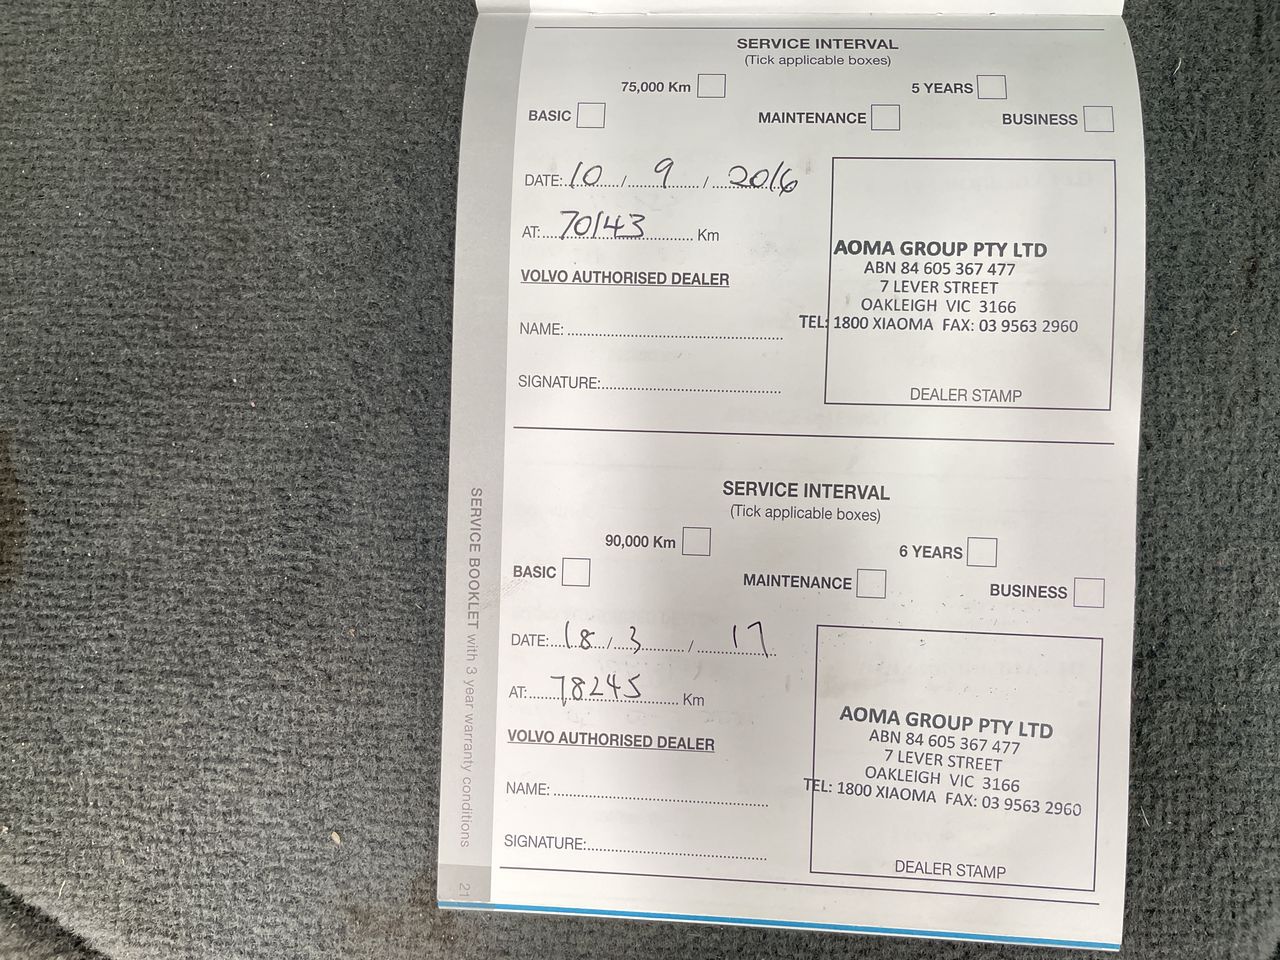 SERVICE INTERVAL
(Tick applicable boxes)
75,000 Km 5 YEARS
BASIC MAINTENANCE BUSINESS
DATE: 10 / 9 / 2016
AT: 70143 Km
VOLVO AUTHORISED DEALER
NAME:
SIGNATURE:
AOMA GROUP PTY LTD
ABN 84 605 367 477
7 LEVER STREET
OAKLEIGH VIC 3166
TEL: 1800 XIAOMA FAX: 03 9563 2960
DEALER STAMP
SERVICE INTERVAL
(Tick applicable boxes)
90,000 Km 6 YEARS
BASIC MAINTENANCE BUSINESS
DATE: 18 / 3 / 17
AT: 78245 Km
VOLVO AUTHORISED DEALER
NAME:
SIGNATURE:
AOMA GROUP PTY LTD
ABN 84 605 367 477
7 LEVER STREET
OAKLEIGH VIC 3166
TEL: 1800 XIAOMA FAX: 03 9563 2960
DEALER STAMP
SERVICE BOOKLET with 3 year warranty conditions
21